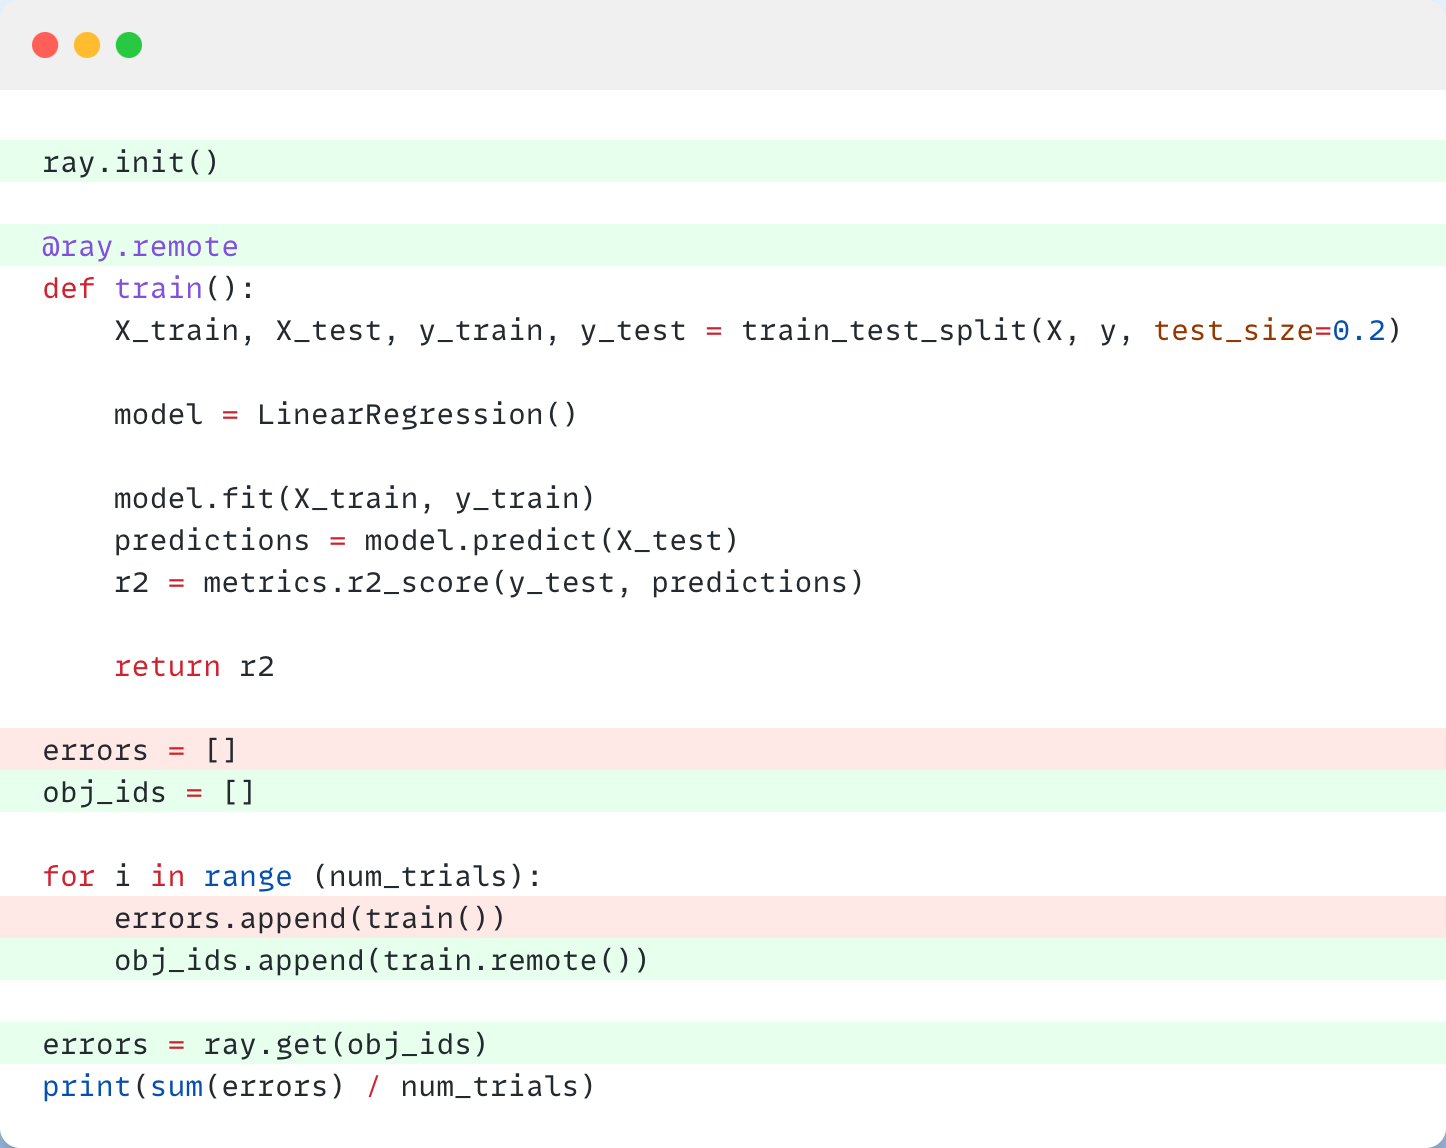 ray.init()
@ray.remote
def train():
    X_train, X_test, y_train, y_test = train_test_split(X, y, test_size=0.2)
    model = LinearRegression()
    model.fit(X_train, y_train)
    predictions = model.predict(X_test)
    r2 = metrics.r2_score(y_test, predictions)
    return r2
errors = []
obj_ids = []
for i in range (num_trials):
    errors.append(train())
    obj_ids.append(train.remote())
errors = ray.get(obj_ids)
print(sum(errors) / num_trials)